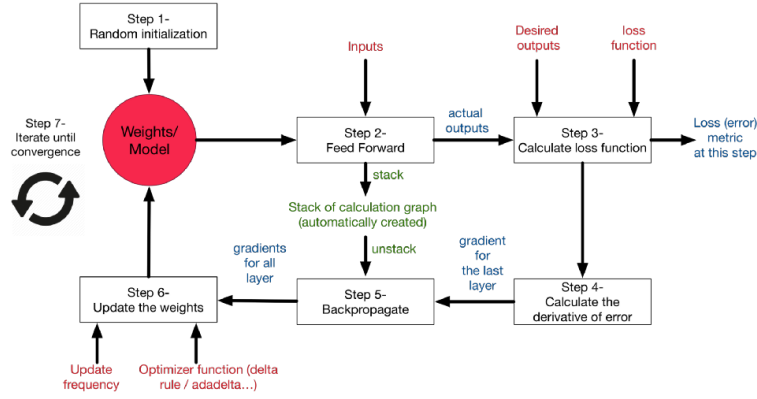 Step 1-
Random initialization
Inputs
Desired
outputs
loss
function
Step 7-
Iterate until
convergence
Weights/
Model
Step 2-
Feed Forward
actual
outputs
Step 3-
Calculate loss function
Loss (error)
metric
at this step
stack
Stack of calculation graph
(automatically created)
unstack
gradients
for all
layer
gradient
for
the last
layer
Step 6-
Update the weights
Step 5-
Backpropagate
Step 4-
Calculate the
derivative of error
Update
frequency
Optimizer function (delta
rule / adadelta…)